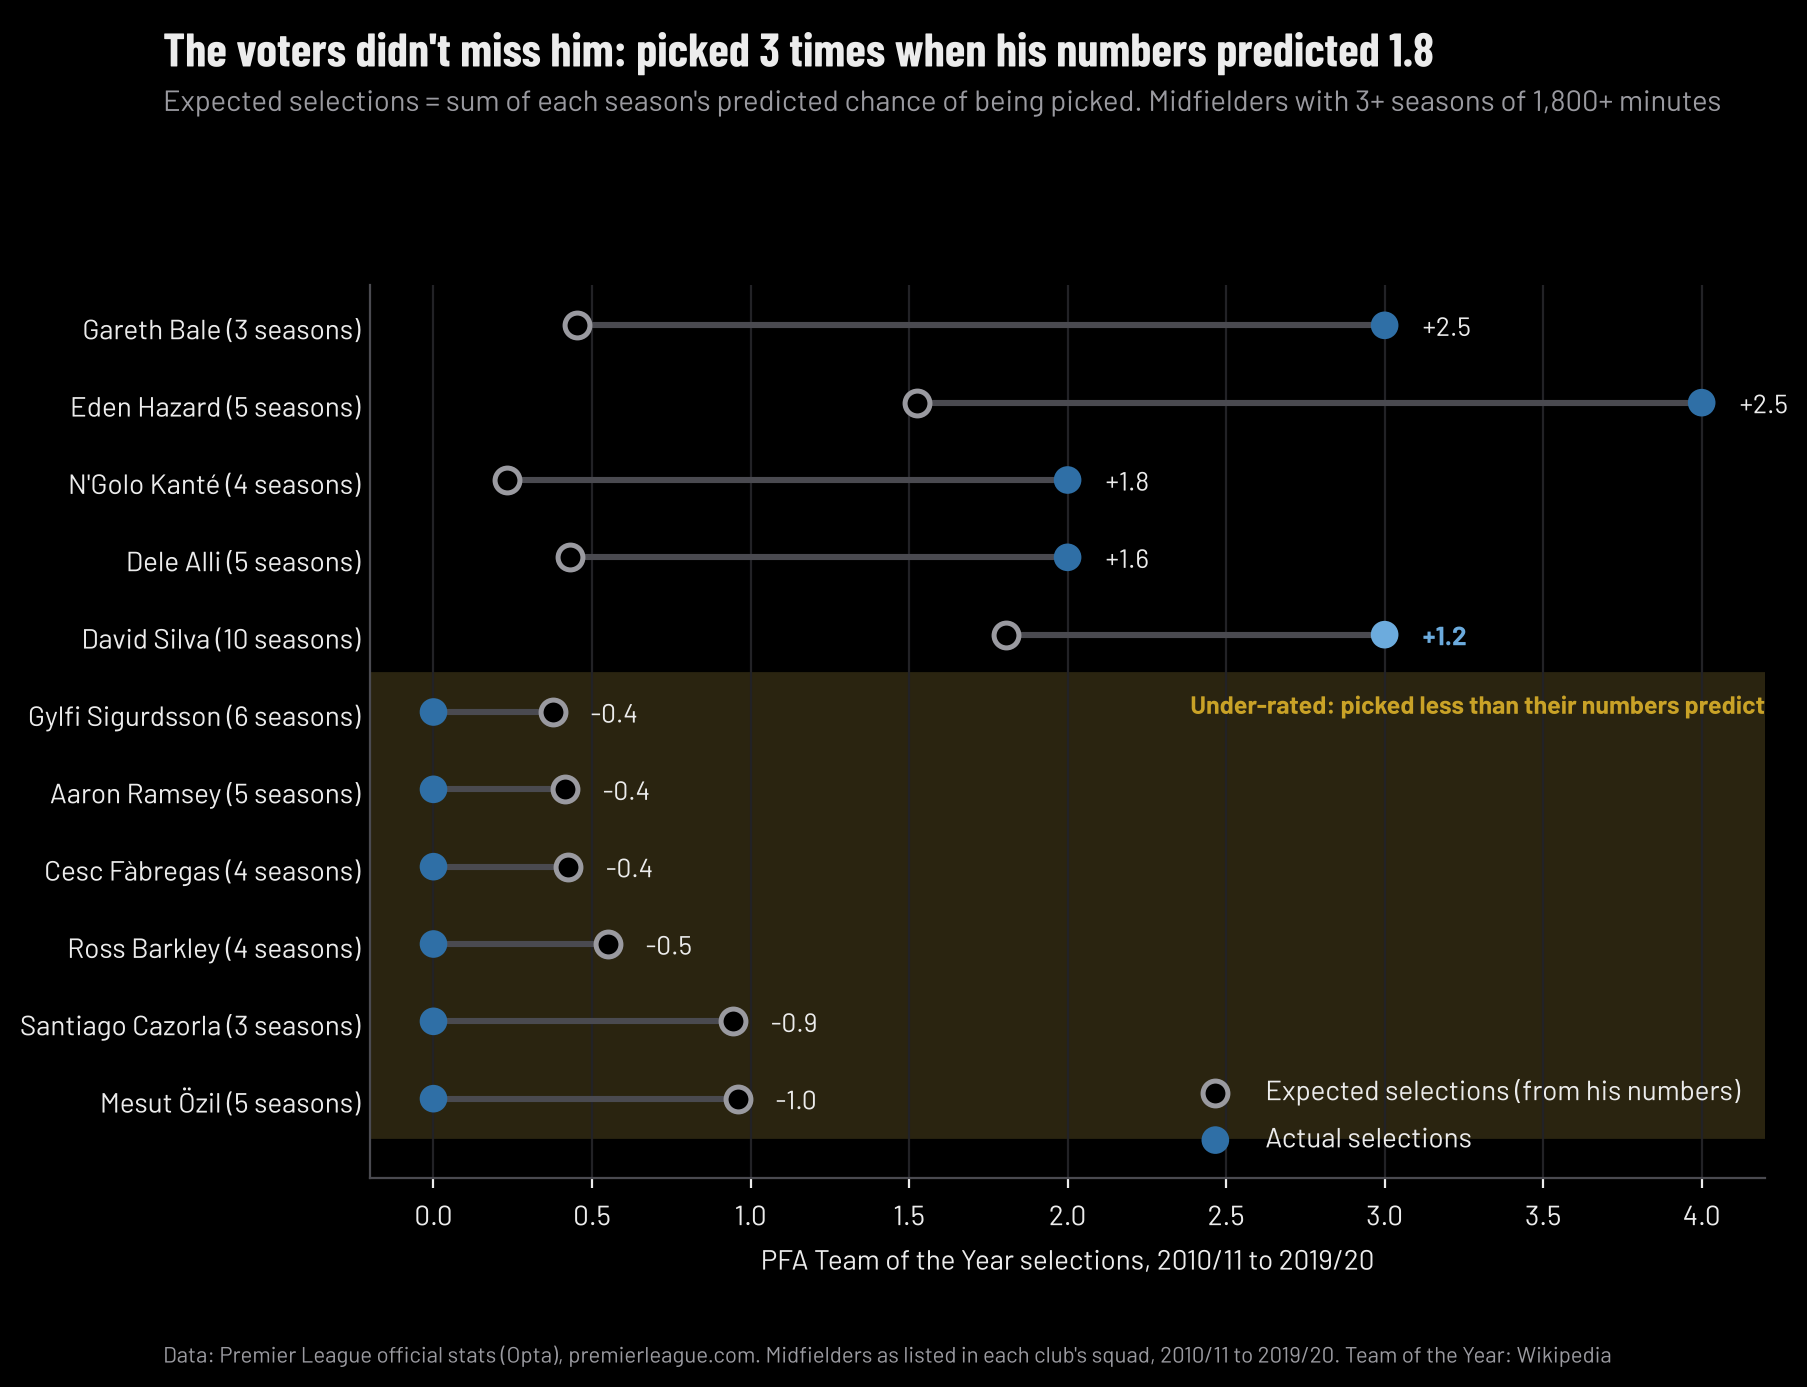 The voters didn't miss him: picked 3 times when his numbers predicted 1.8
Expected selections = sum of each season's predicted chance of being picked. Midfielders with 3+ seasons of 1,800+ minutes
Gareth Bale (3 seasons)
+2.5
Eden Hazard (5 seasons)
+2.5
N'Golo Kanté (4 seasons)
+1.8
Dele Alli (5 seasons)
+1.6
David Silva (10 seasons)
+1.2
Under-rated: picked less than their numbers predict
Gylfi Sigurdsson (6 seasons)
-0.4
Aaron Ramsey (5 seasons)
-0.4
Cesc Fàbregas (4 seasons)
-0.4
Ross Barkley (4 seasons)
-0.5
Santiago Cazorla (3 seasons)
-0.9
Mesut Özil (5 seasons)
-1.0
Expected selections (from his numbers)
Actual selections
0.0 0.5 1.0 1.5 2.0 2.5 3.0 3.5 4.0
PFA Team of the Year selections, 2010/11 to 2019/20
Data: Premier League official stats (Opta), premierleague.com. Midfielders as listed in each club's squad, 2010/11 to 2019/20. Team of the Year: Wikipedia